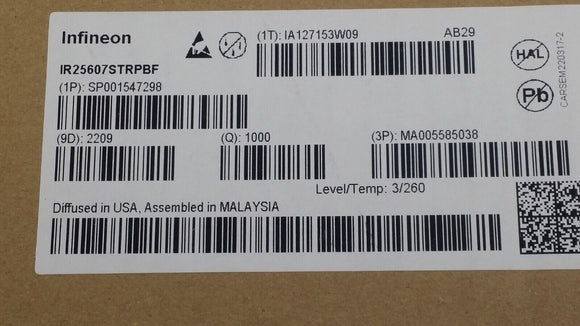 Infineon
(1T): IA127153W09
AB29
HAL
IR25607STRPBF
(1P): SP001547298
Pb
CARSEM220317-2
(9D): 2209
(Q): 1000
(3P): MA005585038
Level/Temp: 3/260
Diffused in USA, Assembled in MALAYSIA